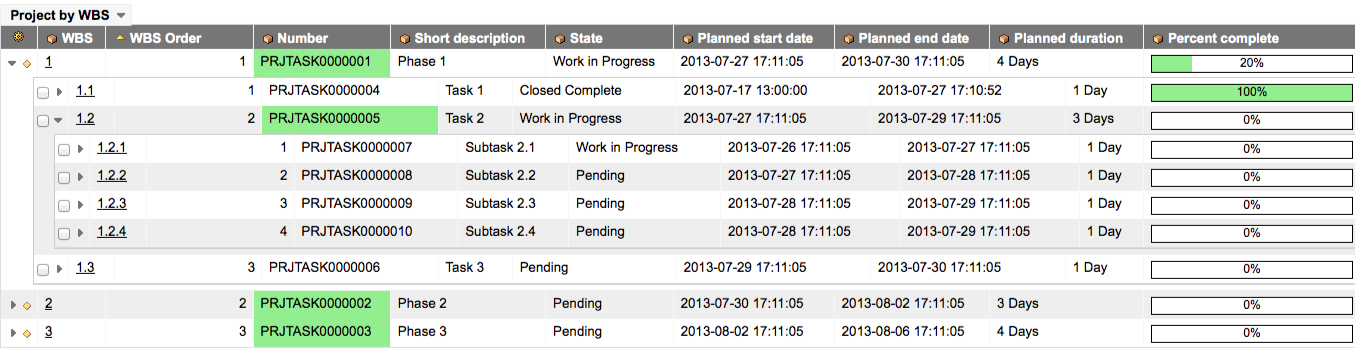 Project by WBS
WBS WBS Order Number Short description State Planned start date Planned end date Planned duration Percent complete
1 1 PRJTASK0000001 Phase 1 Work in Progress 2013-07-27 17:11:05 2013-07-30 17:11:05 4 Days 20%
1.1 1 PRJTASK0000004 Task 1 Closed Complete 2013-07-17 13:00:00 2013-07-27 17:10:52 1 Day 100%
1.2 2 PRJTASK0000005 Task 2 Work in Progress 2013-07-27 17:11:05 2013-07-29 17:11:05 3 Days 0%
1.2.1 1 PRJTASK0000007 Subtask 2.1 Work in Progress 2013-07-26 17:11:05 2013-07-27 17:11:05 1 Day 0%
1.2.2 2 PRJTASK0000008 Subtask 2.2 Pending 2013-07-27 17:11:05 2013-07-28 17:11:05 1 Day 0%
1.2.3 3 PRJTASK0000009 Subtask 2.3 Pending 2013-07-28 17:11:05 2013-07-29 17:11:05 1 Day 0%
1.2.4 4 PRJTASK0000010 Subtask 2.4 Pending 2013-07-28 17:11:05 2013-07-29 17:11:05 1 Day 0%
1.3 3 PRJTASK0000006 Task 3 Pending 2013-07-29 17:11:05 2013-07-30 17:11:05 1 Day 0%
2 2 PRJTASK0000002 Phase 2 Pending 2013-07-30 17:11:05 2013-08-02 17:11:05 3 Days 0%
3 3 PRJTASK0000003 Phase 3 Pending 2013-08-02 17:11:05 2013-08-06 17:11:05 4 Days 0%